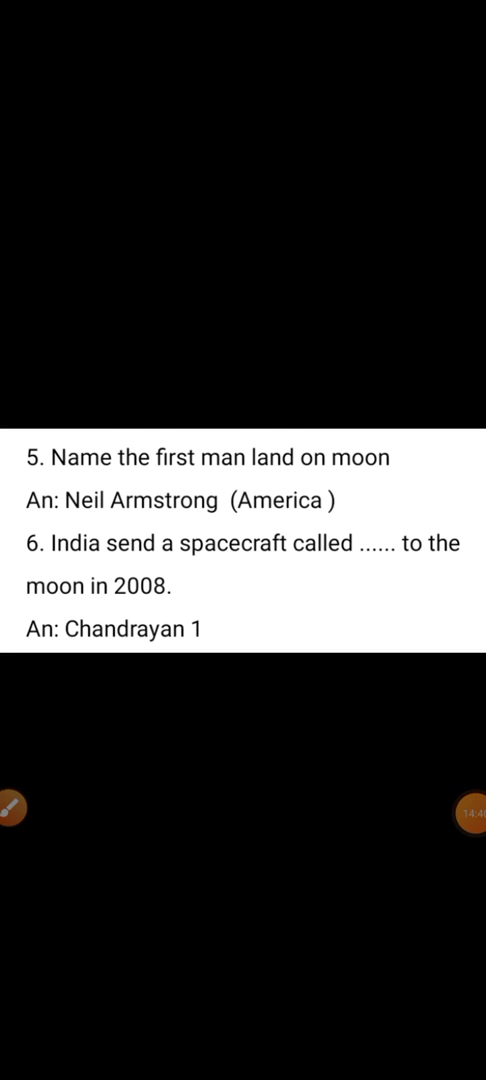 5. Name the first man land on moon
An: Neil Armstrong (America )
6. India send a spacecraft called ...... to the
moon in 2008.
An: Chandrayan 1